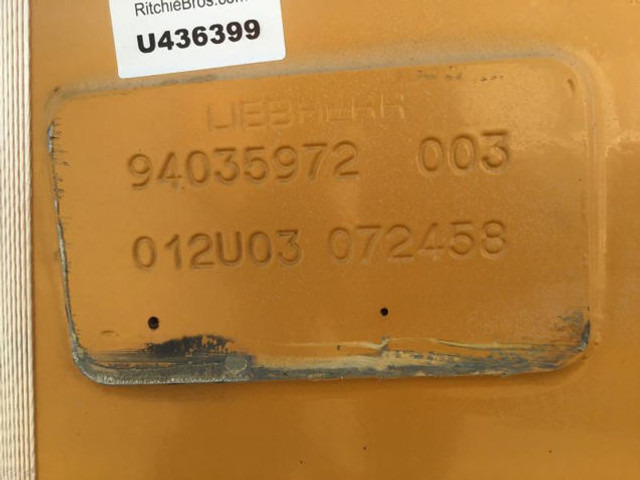 RitchieBros.com
U436399
LIEBHERR
94035972 003
012U03 072458